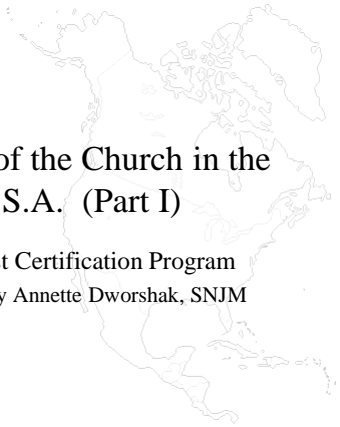 of the Church in the
S.A. (Part I)
Certification Program
Annette Dworshak, SNJM